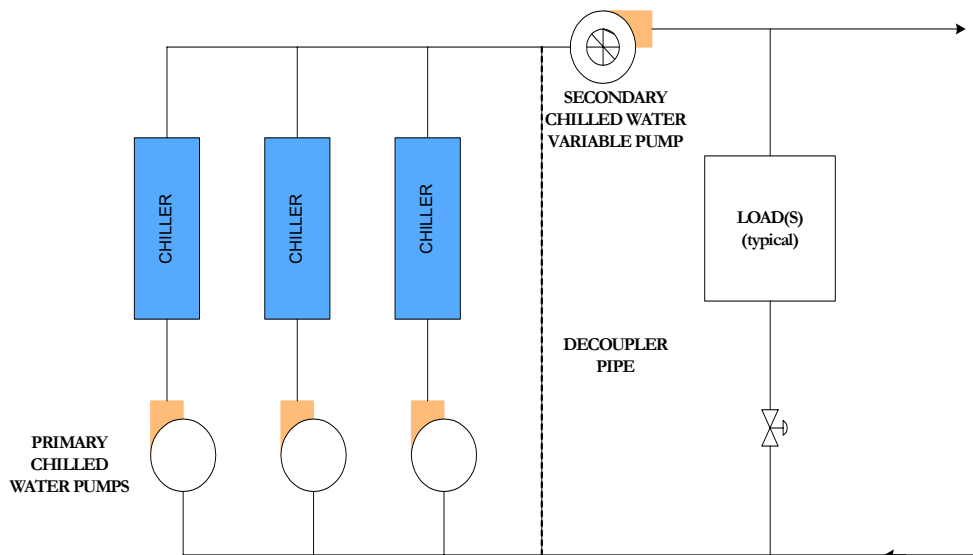 SECONDARY
CHILLED WATER
VARIABLE PUMP
CHILLER
CHILLER
CHILLER
LOAD(S)
(typical)
DECOUPLER
PIPE
PRIMARY
CHILLED
WATER PUMPS